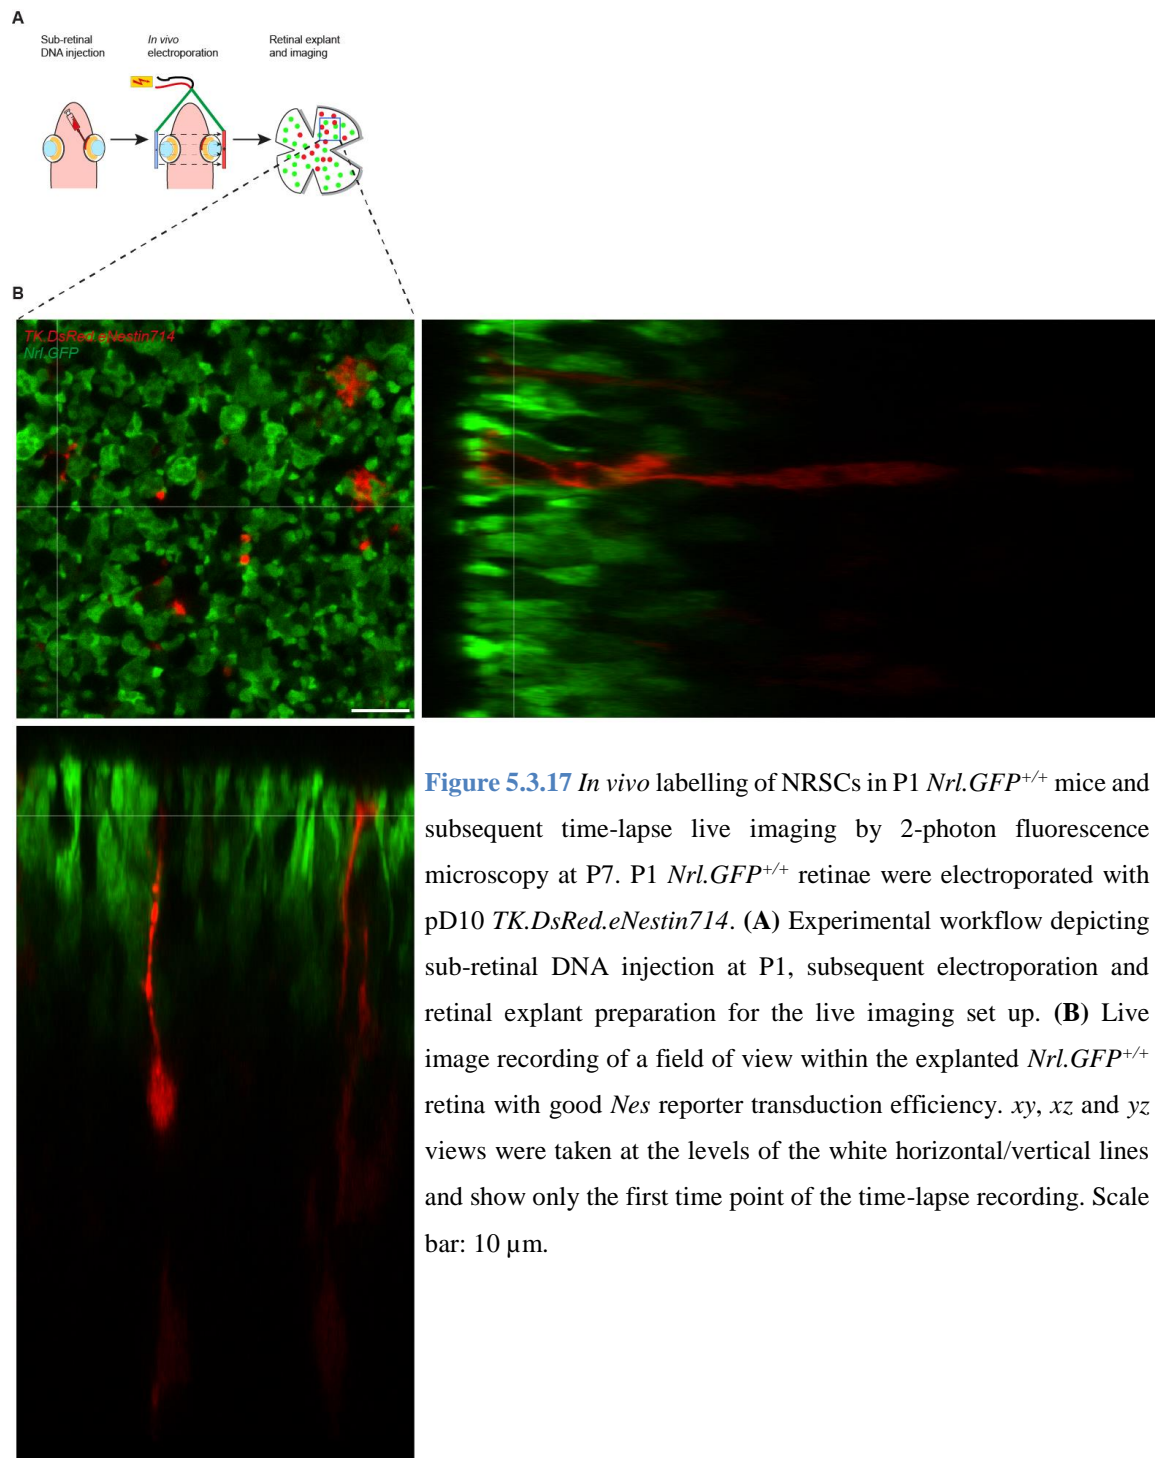 A
Sub-retinal
DNA injection
In vivo
electroporation
Retinal explant
and imaging
B
TK.DsRed.eNestin714
Nrl.GFP
Figure 5.3.17 In vivo labelling of NRSCs in P1 Nrl.GFP+/+ mice and
subsequent time-lapse live imaging by 2-photon fluorescence
microscopy at P7. P1 Nrl.GFP+/+ retinae were electroporated with
pD10 TK.DsRed.eNestin714. (A) Experimental workflow depicting
sub-retinal DNA injection at P1, subsequent electroporation and
retinal explant preparation for the live imaging set up. (B) Live
image recording of a field of view within the explanted Nrl.GFP+/+
retina with good Nes reporter transduction efficiency. xy, xz and yz
views were taken at the levels of the white horizontal/vertical lines
and show only the first time point of the time-lapse recording. Scale
bar: 10 µm.